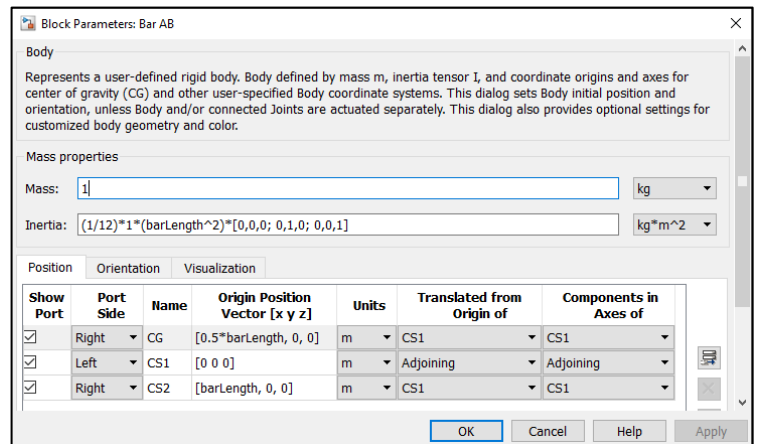 Block Parameters: Bar AB
Body
Represents a user-defined rigid body. Body defined by mass m, inertia tensor I, and coordinate origins and axes for
center of gravity (CG) and other user-specified Body coordinate systems. This dialog sets Body initial position and
orientation, unless Body and/or connected Joints are actuated separately. This dialog also provides optional settings for
customized body geometry and color.
Mass properties
Mass: 1 kg
Inertia: (1/12)*1*(barLength^2)*[0,0,0; 0,1,0; 0,0,1] kg*m^2
Position Orientation Visualization
Show Port Port Side Name Origin Position Vector [x y z] Units Translated from Origin of Components in Axes of
Right CG [0.5*barLength, 0, 0] m CS1 CS1
Left CS1 [0 0 0] m Adjoining Adjoining
Right CS2 [barLength, 0, 0] m CS1 CS1
OK Cancel Help Apply